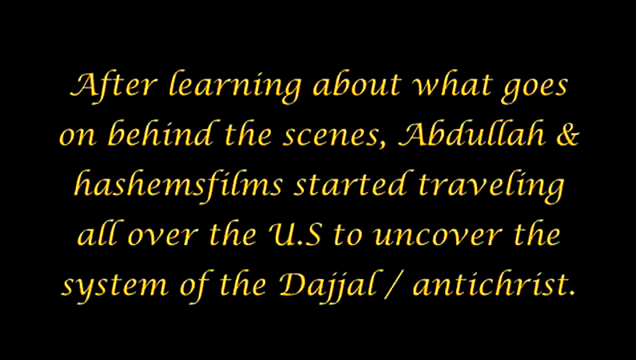 After learning about what goes
on behind the scenes, Abdullah &
hashemsfilms started traveling
all over the U.S to uncover the
system of the Dajjal / antichrist.